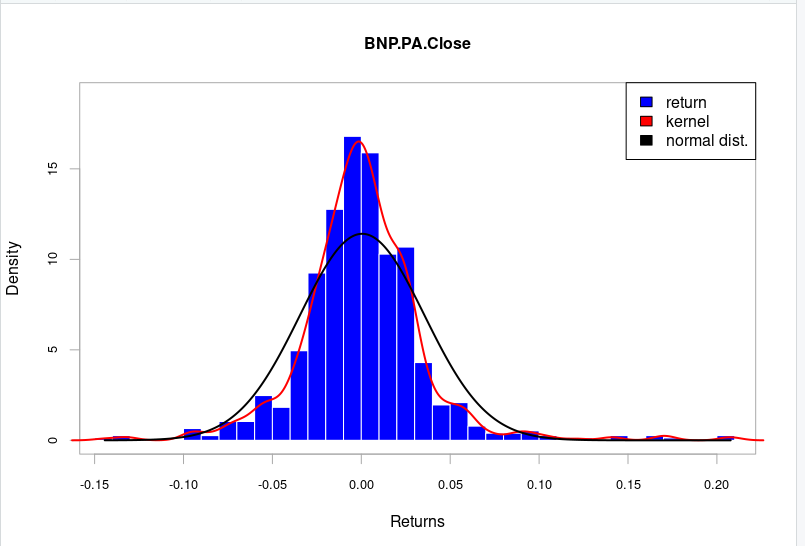 BNP.PA.Close
return
kernel
normal dist.
Density
15
10
5
0
-0.15 -0.10 -0.05 0.00 0.05 0.10 0.15 0.20
Returns